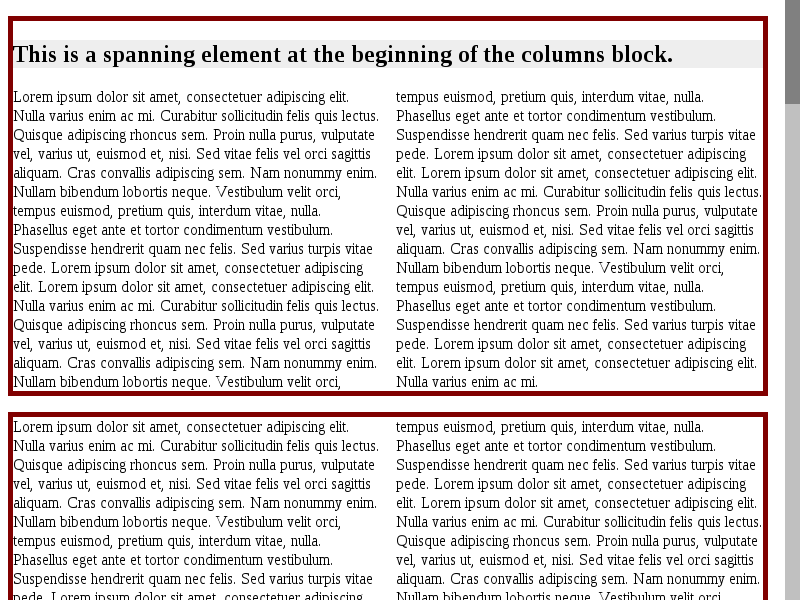 This is a spanning element at the beginning of the columns block.
Lorem ipsum dolor sit amet, consectetuer adipiscing elit.
Nulla varius enim ac mi. Curabitur sollicitudin felis quis lectus.
Quisque adipiscing rhoncus sem. Proin nulla purus, vulputate
vel, varius ut, euismod et, nisi. Sed vitae felis vel orci sagittis
aliquam. Cras convallis adipiscing sem. Nam nonummy enim.
Nullam bibendum lobortis neque. Vestibulum velit orci,
tempus euismod, pretium quis, interdum vitae, nulla.
Phasellus eget ante et tortor condimentum vestibulum.
Suspendisse hendrerit quam nec felis. Sed varius turpis vitae
pede. Lorem ipsum dolor sit amet, consectetuer adipiscing
elit. Lorem ipsum dolor sit amet, consectetuer adipiscing elit.
Nulla varius enim ac mi. Curabitur sollicitudin felis quis lectus.
Quisque adipiscing rhoncus sem. Proin nulla purus, vulputate
vel, varius ut, euismod et, nisi. Sed vitae felis vel orci sagittis
aliquam. Cras convallis adipiscing sem. Nam nonummy enim.
Nullam bibendum lobortis neque. Vestibulum velit orci,
tempus euismod, pretium quis, interdum vitae, nulla.
Phasellus eget ante et tortor condimentum vestibulum.
Suspendisse hendrerit quam nec felis. Sed varius turpis vitae
pede. Lorem ipsum dolor sit amet, consectetuer adipiscing
elit. Lorem ipsum dolor sit amet, consectetuer adipiscing elit.
Nulla varius enim ac mi. Curabitur sollicitudin felis quis lectus.
Quisque adipiscing rhoncus sem. Proin nulla purus, vulputate
vel, varius ut, euismod et, nisi. Sed vitae felis vel orci sagittis
aliquam. Cras convallis adipiscing sem. Nam nonummy enim.
Nullam bibendum lobortis neque. Vestibulum velit orci,
tempus euismod, pretium quis, interdum vitae, nulla.
Phasellus eget ante et tortor condimentum vestibulum.
Suspendisse hendrerit quam nec felis. Sed varius turpis vitae
pede. Lorem ipsum dolor sit amet, consectetuer adipiscing
elit. Lorem ipsum dolor sit amet, consectetuer adipiscing elit.
Nulla varius enim ac mi.
Lorem ipsum dolor sit amet, consectetuer adipiscing elit.
Nulla varius enim ac mi. Curabitur sollicitudin felis quis lectus.
Quisque adipiscing rhoncus sem. Proin nulla purus, vulputate
vel, varius ut, euismod et, nisi. Sed vitae felis vel orci sagittis
aliquam. Cras convallis adipiscing sem. Nam nonummy enim.
Nullam bibendum lobortis neque. Vestibulum velit orci,
tempus euismod, pretium quis, interdum vitae, nulla.
Phasellus eget ante et tortor condimentum vestibulum.
Suspendisse hendrerit quam nec felis. Sed varius turpis vitae
pede. Lorem ipsum dolor sit amet, consectetuer adipiscing
tempus euismod, pretium quis, interdum vitae, nulla.
Phasellus eget ante et tortor condimentum vestibulum.
Suspendisse hendrerit quam nec felis. Sed varius turpis vitae
pede. Lorem ipsum dolor sit amet, consectetuer adipiscing
elit. Lorem ipsum dolor sit amet, consectetuer adipiscing elit.
Nulla varius enim ac mi. Curabitur sollicitudin felis quis lectus.
Quisque adipiscing rhoncus sem. Proin nulla purus, vulputate
vel, varius ut, euismod et, nisi. Sed vitae felis vel orci sagittis
aliquam. Cras convallis adipiscing sem. Nam nonummy enim.
Nullam bibendum lobortis neque. Vestibulum velit orci,